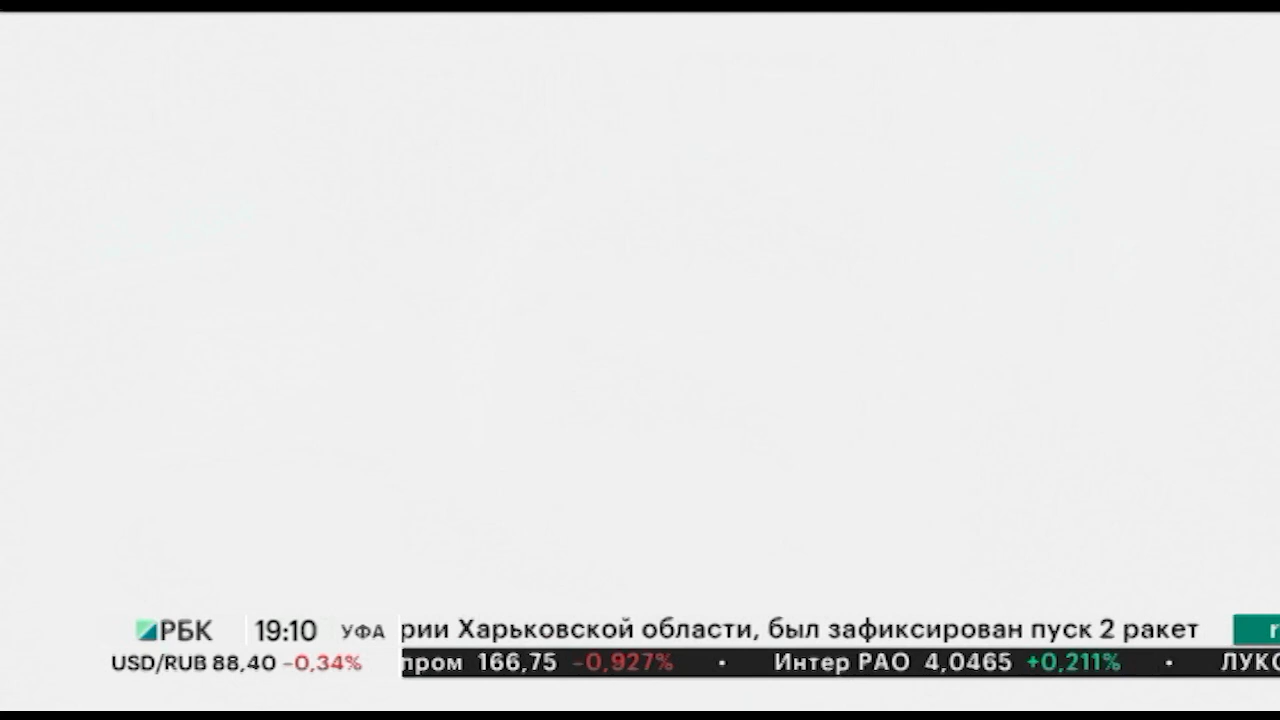 РБК 19:10 УФА рии Харьковской области, был зафиксирован пуск 2 ракет
USD/RUB 88,40 -0,34% пром 166,75 -0,927% • Интер РАО 4,0465 +0,211% • ЛУКО